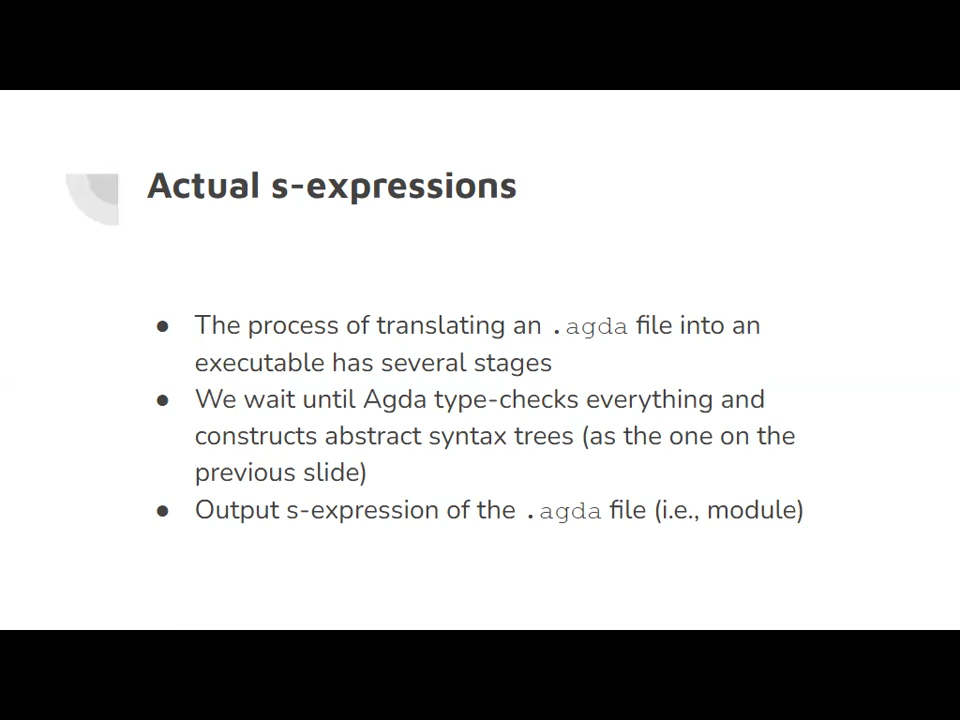 Actual s-expressions
● The process of translating an .agda file into an
executable has several stages
● We wait until Agda type-checks everything and
constructs abstract syntax trees (as the one on the
previous slide)
● Output s-expression of the .agda file (i.e., module)